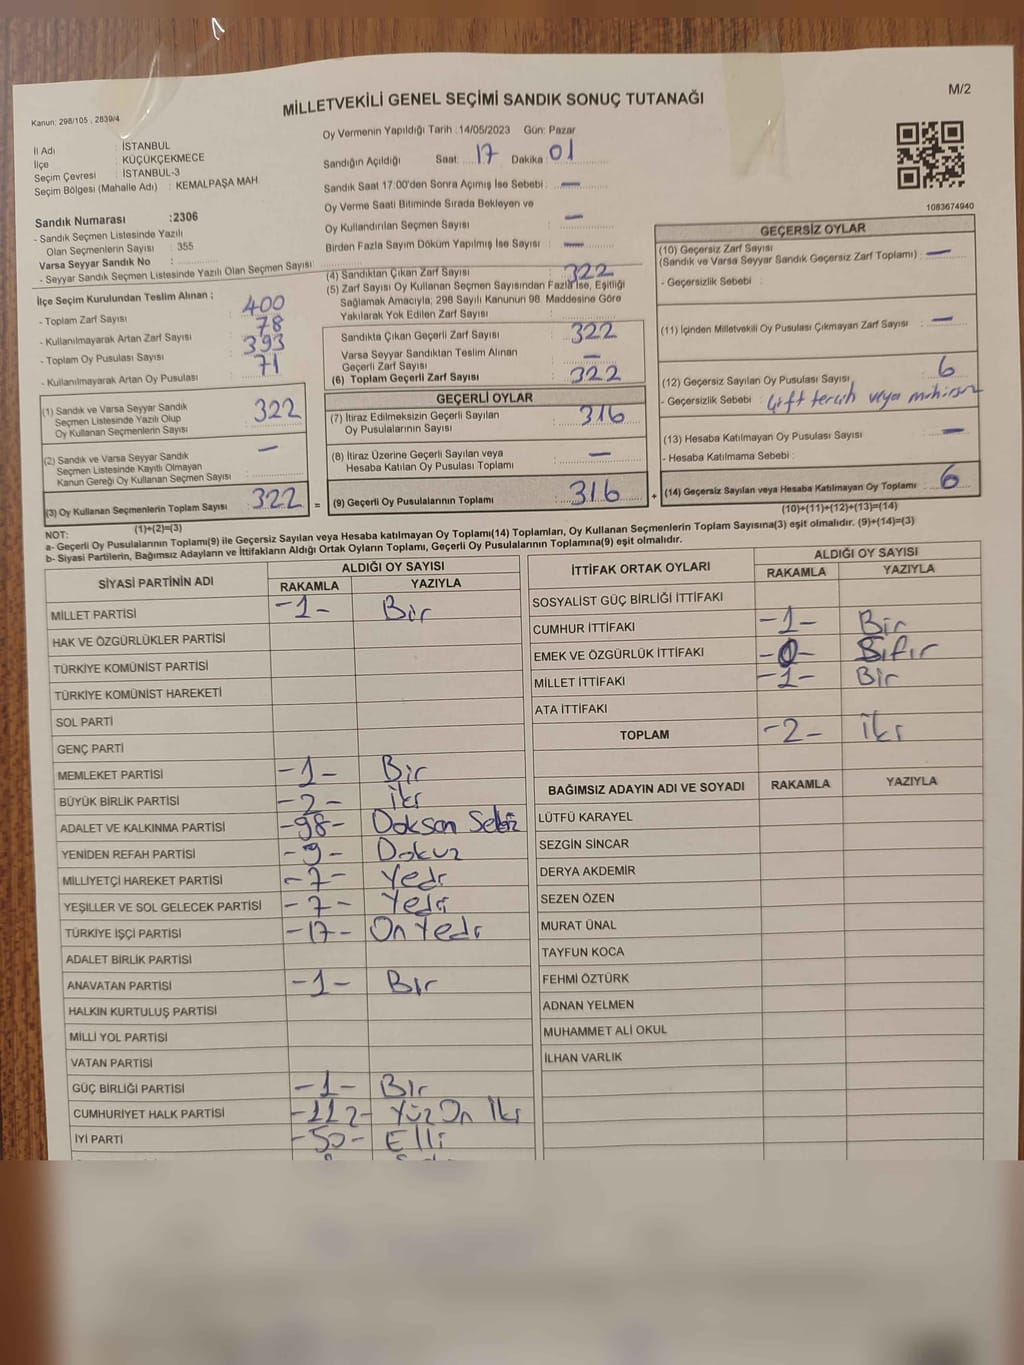 M/2
MİLLETVEKİLİ GENEL SEÇİMİ SANDIK SONUÇ TUTANAĞI
Kanun: 298/105 , 2839/4
İl Adı : İSTANBUL
İlçe : KÜÇÜKÇEKMECE
Seçim Çevresi : İSTANBUL-3
Seçim Bölgesi (Mahalle Adı) : KEMALPAŞA MAH.
Sandık Numarası :2306
- Sandık Seçmen Listesinde Yazılı
Olan Seçmenlerin Sayısı : 355
Varsa Seyyar Sandık No :
- Seyyar Sandık Seçmen Listesinde Yazılı Olan Seçmen Sayısı :
Oy Vermenin Yapıldığı Tarih :14/05/2023 Gün: Pazar
Sandığın Açıldığı Saat: 17 Dakika: 01
Sandık Saat 17:00'den Sonra Açımış İse Sebebi : —
Oy Verme Saati Bitiminde Sırada Bekleyen ve
Oy Kullandırılan Seçmen Sayısı : —
Birden Fazla Sayım Döküm Yapılmış İse Sayısı : —
1083674940
İlçe Seçim Kurulundan Teslim Alınan ;
- Toplam Zarf Sayısı : 400
- Kullanılmayarak Artan Zarf Sayısı : 78
- Toplam Oy Pusulası Sayısı : 393
- Kullanılmayarak Artan Oy Pusulası : 71
(1) Sandık ve Varsa Seyyar Sandık
Seçmen Listesinde Yazılı Olup
Oy Kullanan Seçmenlerin Sayısı : 322
(2) Sandık ve Varsa Seyyar Sandık
Seçmen Listesinde Kayıtlı Olmayan
Kanun Gereği Oy Kullanan Seçmen Sayısı : —
(3) Oy Kullanan Seçmenlerin Toplam Sayısı : 322 =
(1)+(2)=(3)
(4) Sandıktan Çıkan Zarf Sayısı : 322
(5) Zarf Sayısı Oy Kullanan Seçmen Sayısından Fazla İse, Eşitliği
Sağlamak Amacıyla, 298 Sayılı Kanunun 98. Maddesine Göre
Yakılarak Yok Edilen Zarf Sayısı :
Sandıkta Çıkan Geçerli Zarf Sayısı : 322
Varsa Seyyar Sandıktan Teslim Alınan
Geçerli Zarf Sayısı : —
(6) Toplam Geçerli Zarf Sayısı : 322
GEÇERLİ OYLAR
(7) İtiraz Edilmeksizin Geçerli Sayılan
Oy Pusulalarının Sayısı : 316
(8) İtiraz Üzerine Geçerli Sayılan veya
Hesaba Katılan Oy Pusulası Toplamı : —
(9) Geçerli Oy Pusulalarının Toplamı : 316 +
GEÇERSİZ OYLAR
(10) Geçersiz Zarf Sayısı
(Sandık ve Varsa Seyyar Sandık Geçersiz Zarf Toplamı) : —
- Geçersizlik Sebebi :
(11) İçinden Milletvekili Oy Pusulası Çıkmayan Zarf Sayısı : —
(12) Geçersiz Sayılan Oy Pusulası Sayısı : 6
- Geçersizlik Sebebi : Çift tercih veya mühürsüz
(13) Hesaba Katılmayan Oy Pusulası Sayısı : —
- Hesaba Katılmama Sebebi :
(14) Geçersiz Sayılan veya Hesaba Katılmayan Oy Toplamı : 6
(10)+(11)+(12)+(13)=(14)
NOT:
a- Geçerli Oy Pusulalarının Toplamı(9) ile Geçersiz Sayılan veya Hesaba katılmayan Oy Toplamı(14) Toplamları, Oy Kullanan Seçmenlerin Toplam Sayısına(3) eşit olmalıdır. (9)+(14)=(3)
b- Siyasi Partilerin, Bağımsız Adayların ve İttifakların Aldığı Ortak Oyların Toplamı, Geçerli Oy Pusulalarının Toplamına(9) eşit olmalıdır.
SİYASİ PARTİNİN ADI ALDIĞI OY SAYISI
RAKAMLA YAZIYLA
MİLLET PARTİSİ -1- Bir
HAK VE ÖZGÜRLÜKLER PARTİSİ
TÜRKİYE KOMÜNİST PARTİSİ
TÜRKİYE KOMÜNİST HAREKETİ
SOL PARTİ
GENÇ PARTİ
MEMLEKET PARTİSİ -1- Bir
BÜYÜK BİRLİK PARTİSİ -2- iki
ADALET VE KALKINMA PARTİSİ -98- Doksan Sekiz
YENİDEN REFAH PARTİSİ -9- Dokuz
MİLLİYETÇİ HAREKET PARTİSİ -7- Yedi
YEŞİLLER VE SOL GELECEK PARTİSİ -7- Yedi
TÜRKİYE İŞÇİ PARTİSİ -17- On Yedi
ADALET BİRLİK PARTİSİ
ANAVATAN PARTİSİ -1- Bir
HALKIN KURTULUŞ PARTİSİ
MİLLİ YOL PARTİSİ
VATAN PARTİSİ
GÜÇ BİRLİĞİ PARTİSİ -1- Bir
CUMHURİYET HALK PARTİSİ -112- Yüz On İki
İYİ PARTİ -50- Elli
İTTİFAK ORTAK OYLARI ALDIĞI OY SAYISI
RAKAMLA YAZIYLA
SOSYALİST GÜÇ BİRLİĞİ İTTİFAKI
CUMHUR İTTİFAKI -1- Bir
EMEK VE ÖZGÜRLÜK İTTİFAKI -0- Sıfır
MİLLET İTTİFAKI -1- Bir
ATA İTTİFAKI
TOPLAM -2- iki
BAĞIMSIZ ADAYIN ADI VE SOYADI RAKAMLA YAZIYLA
LÜTFÜ KARAYEL
SEZGİN SİNCAR
DERYA AKDEMİR
SEZEN ÖZEN
MURAT ÜNAL
TAYFUN KOCA
FEHMİ ÖZTÜRK
ADNAN YELMEN
MUHAMMET ALİ OKUL
İLHAN VARLIK